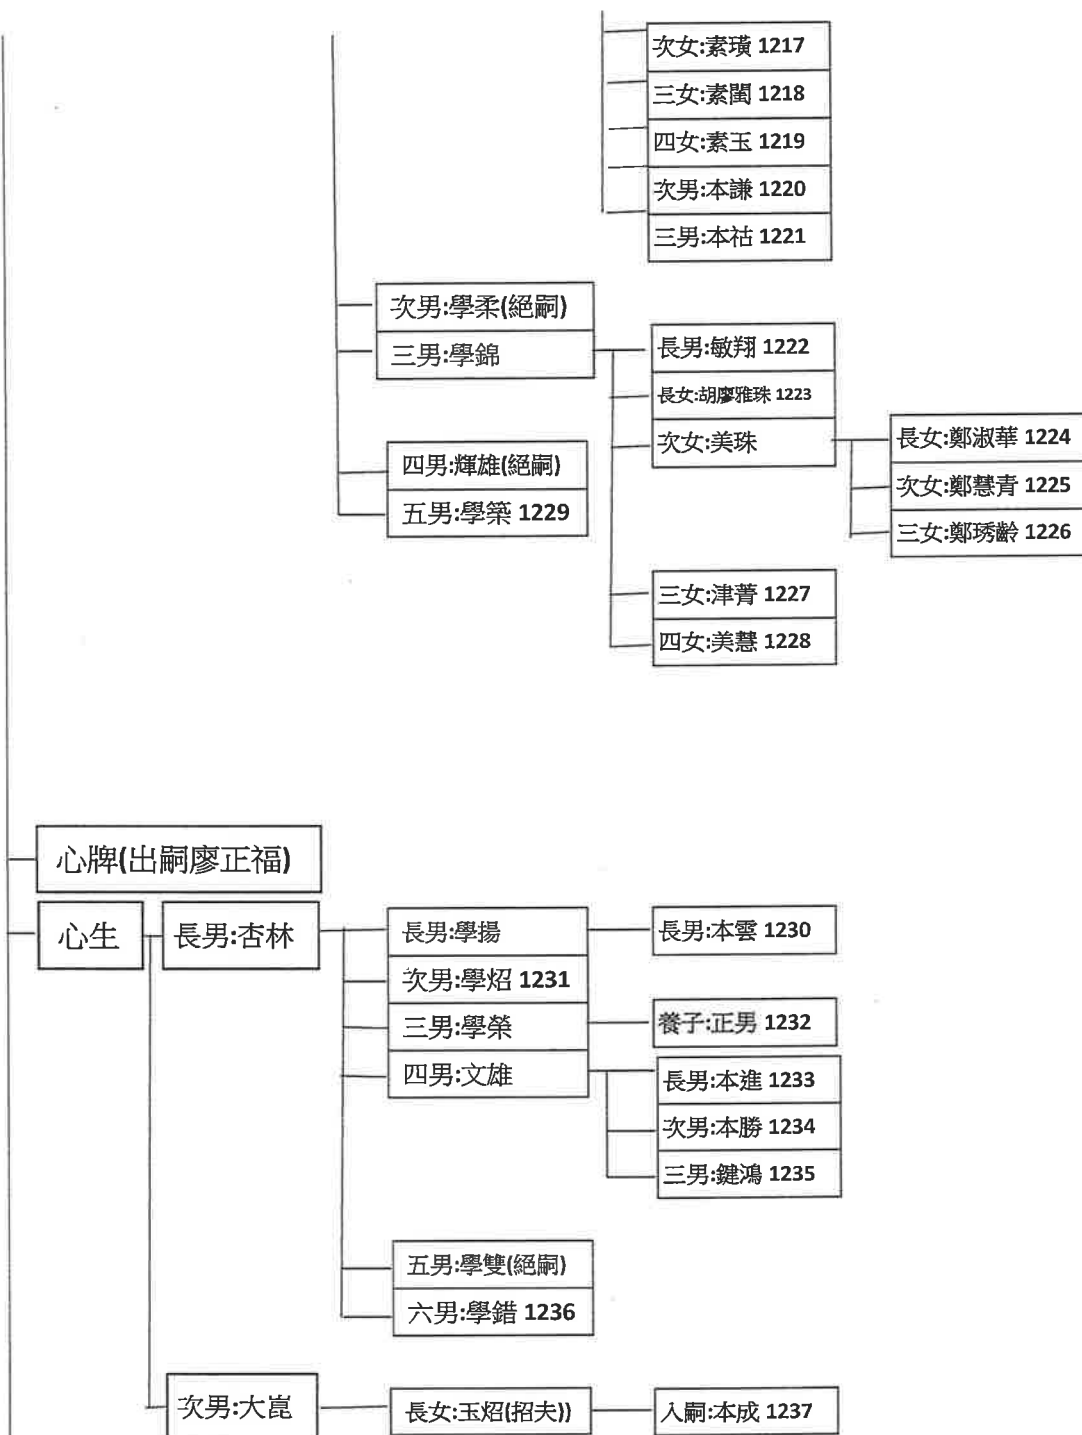 次女:素璜 1217
三女:素閨 1218
四女:素玉 1219
次男:本謙 1220
三男:本祜 1221
次男:學柔(絕嗣)
三男:學錦
長男:敏翔 1222
長女:胡廖雅珠 1223
次女:美珠
長女:鄭淑華 1224
次女:鄭慧青 1225
三女:鄭琇齡 1226
四男:輝雄(絕嗣)
五男:學築 1229
三女:津菁 1227
四女:美慧 1228
心牌(出嗣廖正福)
心生
長男:杏林
長男:學揚
長男:本雲 1230
次男:學炤 1231
三男:學榮
養子:正男 1232
四男:文雄
長男:本進 1233
次男:本勝 1234
三男:鍵鴻 1235
五男:學雙(絕嗣)
六男:學錯 1236
次男:大崑
長女:玉炤(招夫))
入嗣:本成 1237